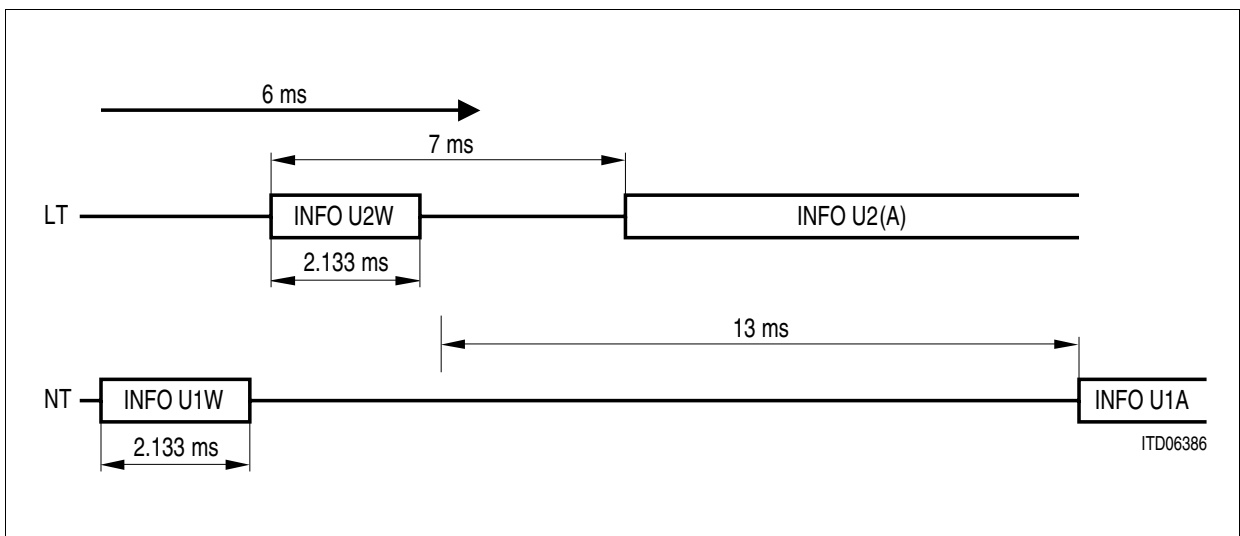 6 ms
7 ms
LT
INFO U2W
INFO U2(A)
2.133 ms
13 ms
NT
INFO U1W
INFO U1A
2.133 ms
ITD06386